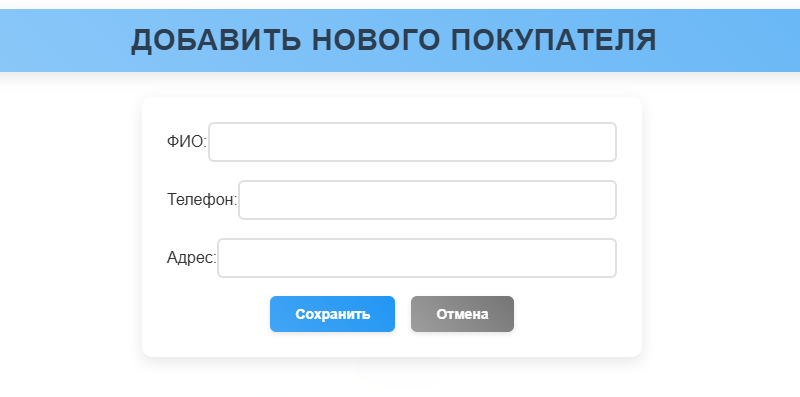 ДОБАВИТЬ НОВОГО ПОКУПАТЕЛЯ
ФИО:
Телефон:
Адрес:
Сохранить Отмена